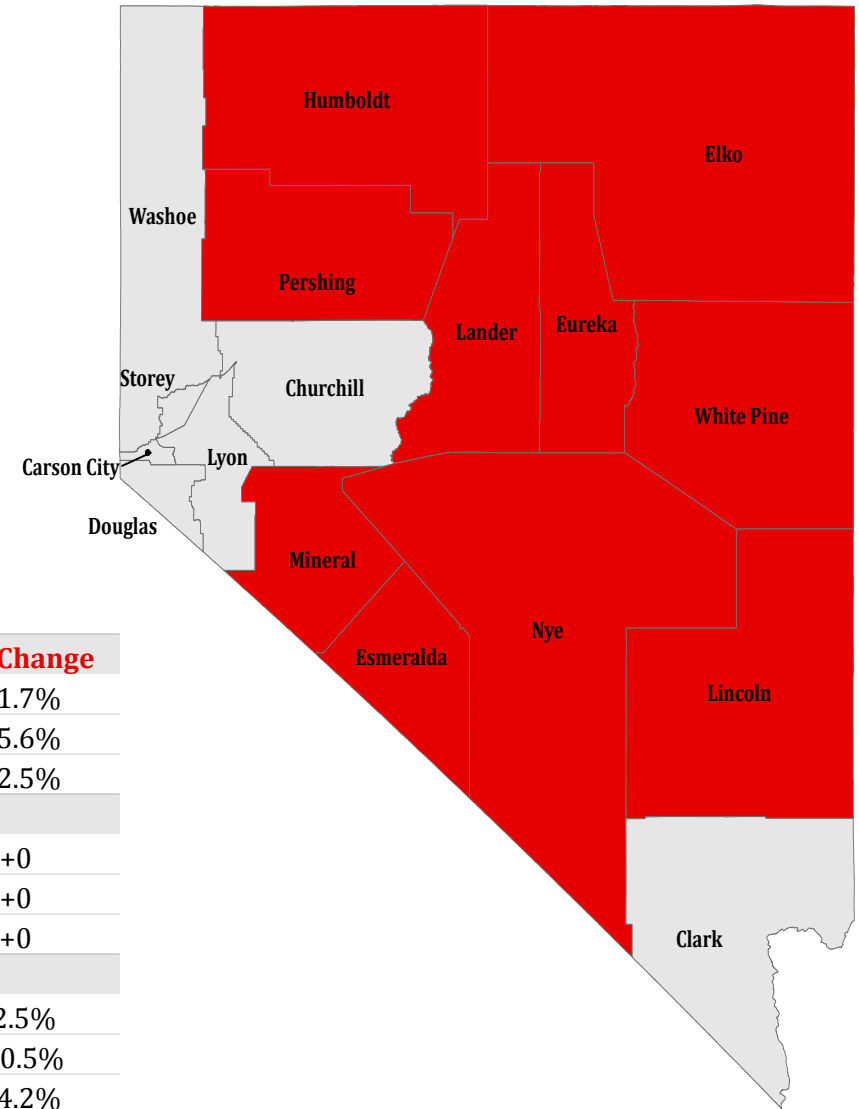 Humboldt
Elko
Washoe
Pershing
Lander
Eureka
Storey
Churchill
White Pine
Lyon
Carson City
Douglas
Mineral
Nye
Esmeralda
Lincoln
Clark
Change
1.7%
5.6%
2.5%
+0
+0
+0
2.5%
0.5%
4.2%